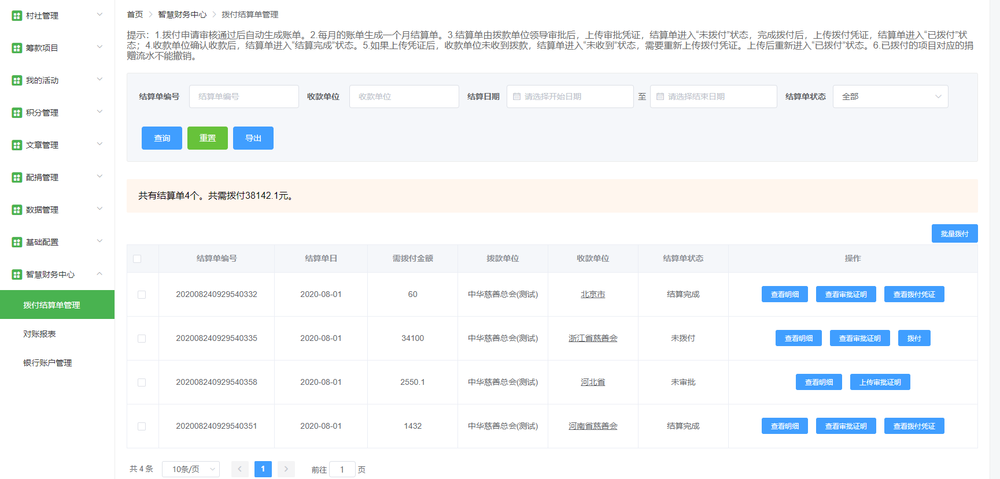 村社管理
筹款项目
我的活动
积分管理
文章管理
配捐管理
数据管理
基础配置
智慧财务中心
拨付结算单管理
对账报表
银行账户管理
首页 > 智慧财务中心 > 拨付结算单管理
提示：1.拨付申请审核通过后自动生成账单。2.每月的账单生成一个月结算单。3.结算单由拨款单位领导审批后，上传审批凭证，结算单进入“未拨付”状态，完成拨付后，上传拨付凭证，结算单进入“已拨付”状
态；4.收款单位确认收款后，结算单进入“结算完成”状态。5.如果上传凭证后，收款单位未收到拨款，结算单进入“未收到”状态，需要重新上传拨付凭证。上传后重新进入“已拨付”状态。6.已拨付的项目对应的捐
赠流水不能撤销。
结算单编号 结算单编号 收款单位 收款单位 结算日期 请选择开始日期 至 请选择结束日期 结算单状态 全部
查询 重置 导出
共有结算单4个。共需拨付38142.1元。
批量拨付
结算单编号 结算单日 需拨付金额 拨款单位 收款单位 结算单状态 操作
202008240929540332 2020-08-01 60 中华慈善总会(测试) 北京市 结算完成 查看明细 查看审批证明 查看拨付凭证
202008240929540335 2020-08-01 34100 中华慈善总会(测试) 浙江省慈善会 未拨付 查看明细 查看审批证明 拨付
202008240929540358 2020-08-01 2550.1 中华慈善总会(测试) 河北省 未审批 查看明细 上传审批证明
202008240929540351 2020-08-01 1432 中华慈善总会(测试) 河南省慈善会 结算完成 查看明细 查看审批证明 查看拨付凭证
共 4 条 10条/页 < 1 > 前往 1 页